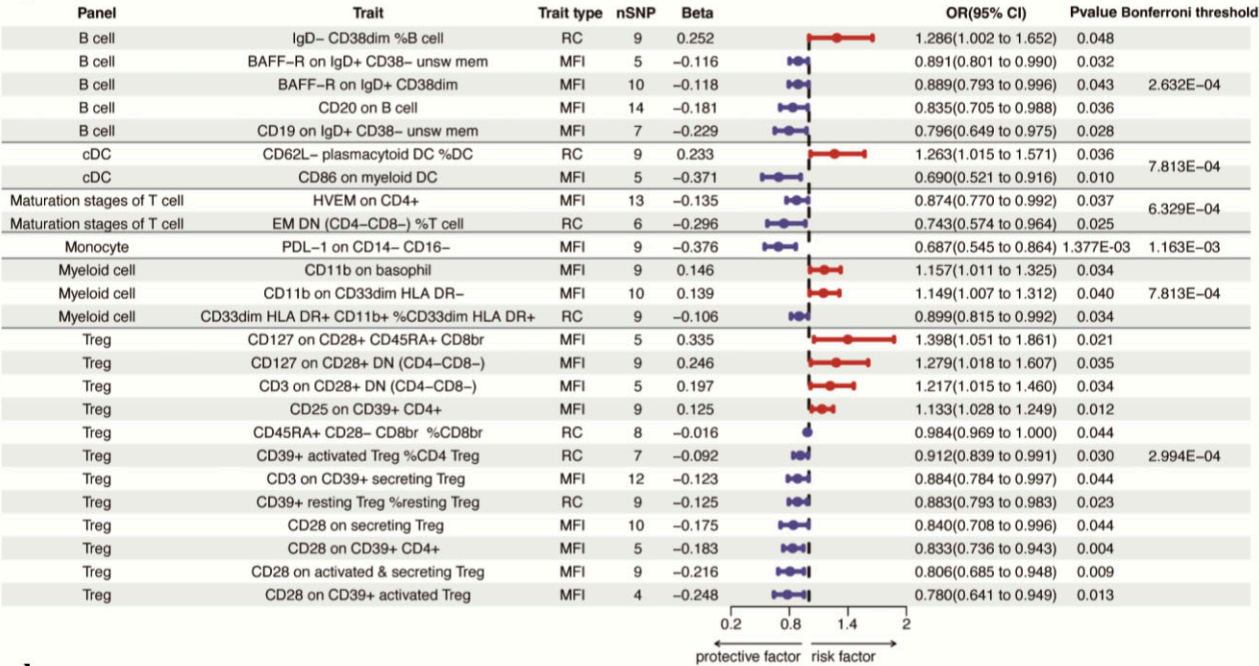 Panel Trait Trait type nSNP Beta OR(95% CI) Pvalue Bonferroni threshold
B cell IgD− CD38dim %B cell RC 9 0.252 1.286(1.002 to 1.652) 0.048
B cell BAFF−R on IgD+ CD38− unsw mem MFI 5 −0.116 0.891(0.801 to 0.990) 0.032
B cell BAFF−R on IgD+ CD38dim MFI 10 −0.118 0.889(0.793 to 0.996) 0.043 2.632E−04
B cell CD20 on B cell MFI 14 −0.181 0.835(0.705 to 0.988) 0.036
B cell CD19 on IgD+ CD38− unsw mem MFI 7 −0.229 0.796(0.649 to 0.975) 0.028
cDC CD62L− plasmacytoid DC %DC RC 9 0.233 1.263(1.015 to 1.571) 0.036
7.813E−04
cDC CD86 on myeloid DC MFI 5 −0.371 0.690(0.521 to 0.916) 0.010
Maturation stages of T cell HVEM on CD4+ MFI 13 −0.135 0.874(0.770 to 0.992) 0.037
6.329E−04
Maturation stages of T cell EM DN (CD4−CD8−) %T cell RC 6 −0.296 0.743(0.574 to 0.964) 0.025
Monocyte PDL−1 on CD14− CD16− MFI 9 −0.376 0.687(0.545 to 0.864) 1.377E-03 1.163E−03
Myeloid cell CD11b on basophil MFI 9 0.146 1.157(1.011 to 1.325) 0.034
Myeloid cell CD11b on CD33dim HLA DR− MFI 10 0.139 1.149(1.007 to 1.312) 0.040 7.813E−04
Myeloid cell CD33dim HLA DR+ CD11b+ %CD33dim HLA DR+ RC 9 −0.106 0.899(0.815 to 0.992) 0.034
Treg CD127 on CD28+ CD45RA+ CD8br MFI 5 0.335 1.398(1.051 to 1.861) 0.021
Treg CD127 on CD28+ DN (CD4−CD8−) MFI 9 0.246 1.279(1.018 to 1.607) 0.035
Treg CD3 on CD28+ DN (CD4−CD8−) MFI 5 0.197 1.217(1.015 to 1.460) 0.034
Treg CD25 on CD39+ CD4+ MFI 9 0.125 1.133(1.028 to 1.249) 0.012
Treg CD45RA+ CD28− CD8br %CD8br RC 8 −0.016 0.984(0.969 to 1.000) 0.044
Treg CD39+ activated Treg %CD4 Treg RC 7 −0.092 0.912(0.839 to 0.991) 0.030 2.994E−04
Treg CD3 on CD39+ secreting Treg MFI 12 −0.123 0.884(0.784 to 0.997) 0.044
Treg CD39+ resting Treg %resting Treg RC 9 −0.125 0.883(0.793 to 0.983) 0.023
Treg CD28 on secreting Treg MFI 10 −0.175 0.840(0.708 to 0.996) 0.044
Treg CD28 on CD39+ CD4+ MFI 5 −0.183 0.833(0.736 to 0.943) 0.004
Treg CD28 on activated & secreting Treg MFI 9 −0.216 0.806(0.685 to 0.948) 0.009
Treg CD28 on CD39+ activated Treg MFI 4 −0.248 0.780(0.641 to 0.949) 0.013
0.2 0.8 1.4 2
protective factor risk factor